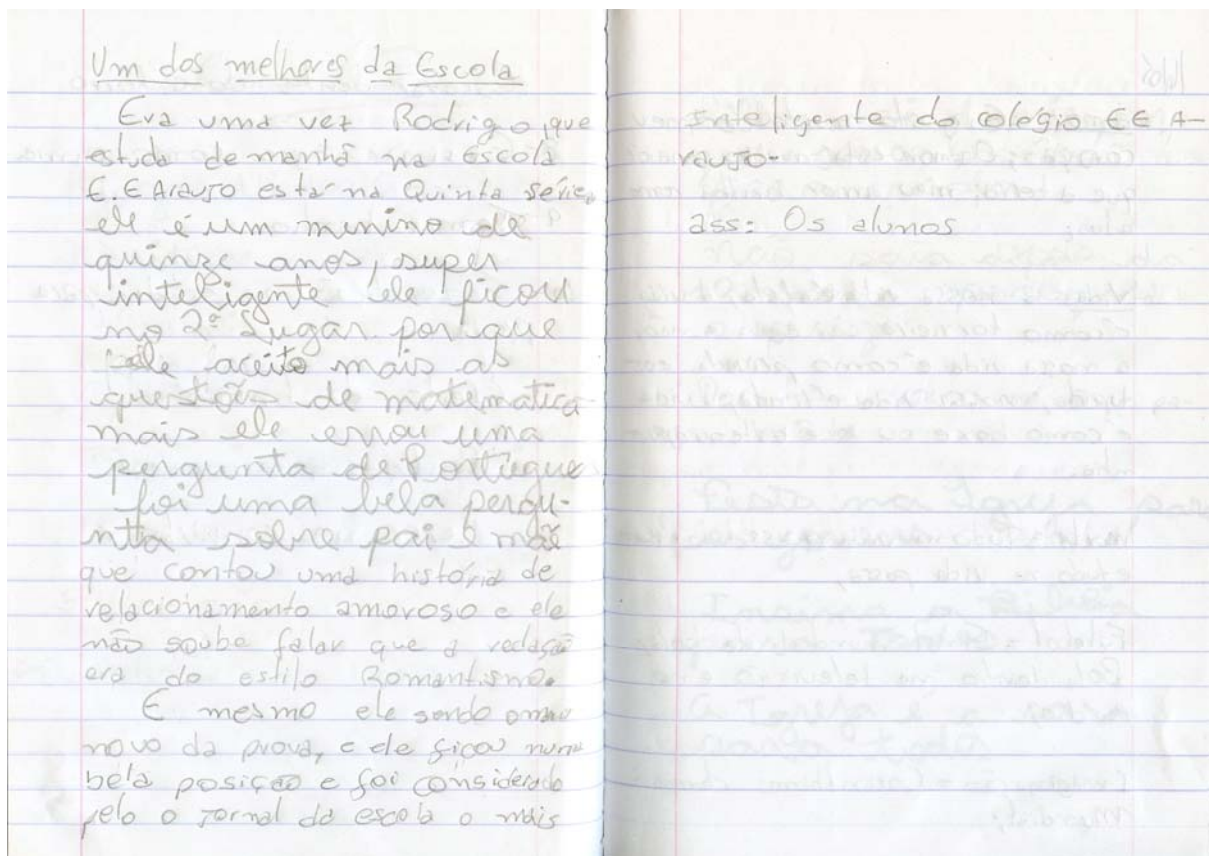 Um dos melhores da Escola
Era uma vez Rodrigo, que
estuda de manhã na escola
E.E Araujo estar na Quinta série,
ele é um minino de
quinze anos, super
inteligente ele ficou
no 2º Lugar porque
ele aceito mais as
questões de matematica
mais ele errou uma
pergunta de Portugue
foi uma bela pergu-
nta sobre pai e mãe
que contou uma história de
relacionamento amoroso e ele
não soube falar que a redação
era do estilo Romantismo.
E mesmo ele sendo o mais
novo da prova, e ele ficou numa
bela posição e foi considerado
pelo o Jornal da escola o mais
Inteligente do colégio E E A-
raujo.
ass: Os alunos